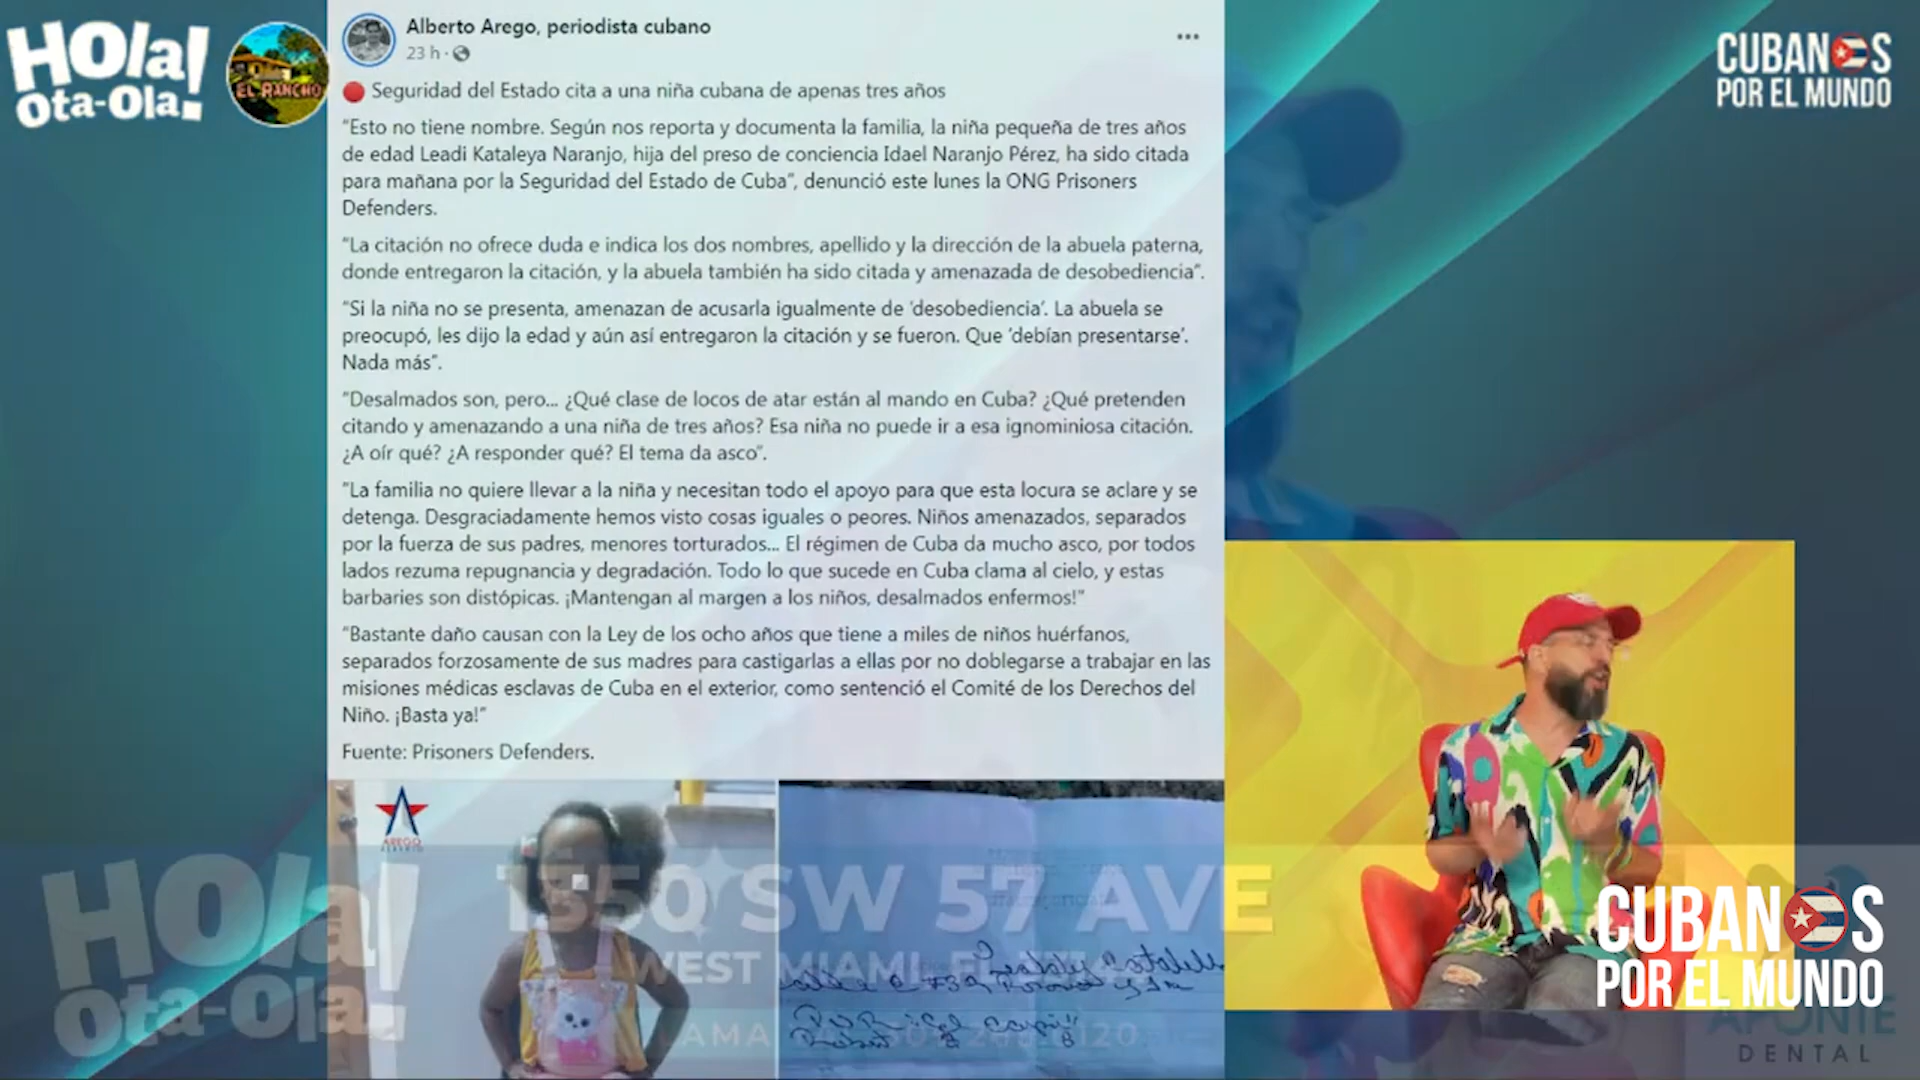 HOla!
Ota-Ola!
EL RANCHO
Alberto Arego, periodista cubano
23 h
Seguridad del Estado cita a una niña cubana de apenas tres años
“Esto no tiene nombre. Según nos reporta y documenta la familia, la niña pequeña de tres años
de edad Leadi Kataleya Naranjo, hija del preso de conciencia Idael Naranjo Pérez, ha sido citada
para mañana por la Seguridad del Estado de Cuba”, denunció este lunes la ONG Prisoners
Defenders.
“La citación no ofrece duda e indica los dos nombres, apellido y la dirección de la abuela paterna,
donde entregaron la citación, y la abuela también ha sido citada y amenazada de desobediencia”.
“Si la niña no se presenta, amenazan de acusarla igualmente de ‘desobediencia’. La abuela se
preocupó, les dijo la edad y aún así entregaron la citación y se fueron. Que ‘debían presentarse’.
Nada más”.
“Desalmados son, pero... ¿Qué clase de locos de atar están al mando en Cuba? ¿Qué pretenden
citando y amenazando a una niña de tres años? Esa niña no puede ir a esa ignominiosa citación.
¿A oír qué? ¿A responder qué? El tema da asco”.
“La familia no quiere llevar a la niña y necesitan todo el apoyo para que esta locura se aclare y se
detenga. Desgraciadamente hemos visto cosas iguales o peores. Niños amenazados, separados
por la fuerza de sus padres, menores torturados... El régimen de Cuba da mucho asco, por todos
lados rezuma repugnancia y degradación. Todo lo que sucede en Cuba clama al cielo, y estas
barbaries son distópicas. ¡Mantengan al margen a los niños, desalmados enfermos!”
“Bastante daño causan con la Ley de los ocho años que tiene a miles de niños huérfanos,
separados forzosamente de sus madres para castigarlas a ellas por no doblegarse a trabajar en las
misiones médicas esclavas de Cuba en el exterior, como sentenció el Comité de los Derechos del
Niño. ¡Basta ya!”
Fuente: Prisoners Defenders.
AREGO
CUBANOS
POR EL MUNDO
HOla!
Ota-Ola!
1350 SW 57 AVE
WEST MIAMI, FL
CUBANOS
POR EL MUNDO
APONTE
DENTAL